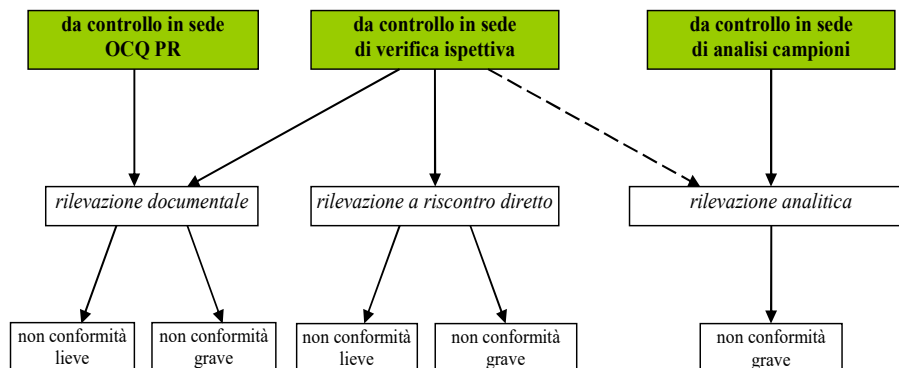 da controllo in sede
OCQ PR
da controllo in sede
di verifica ispettiva
da controllo in sede
di analisi campioni
rilevazione documentale
rilevazione a riscontro diretto
rilevazione analitica
non conformità
lieve
non conformità
grave
non conformità
lieve
non conformità
grave
non conformità
grave